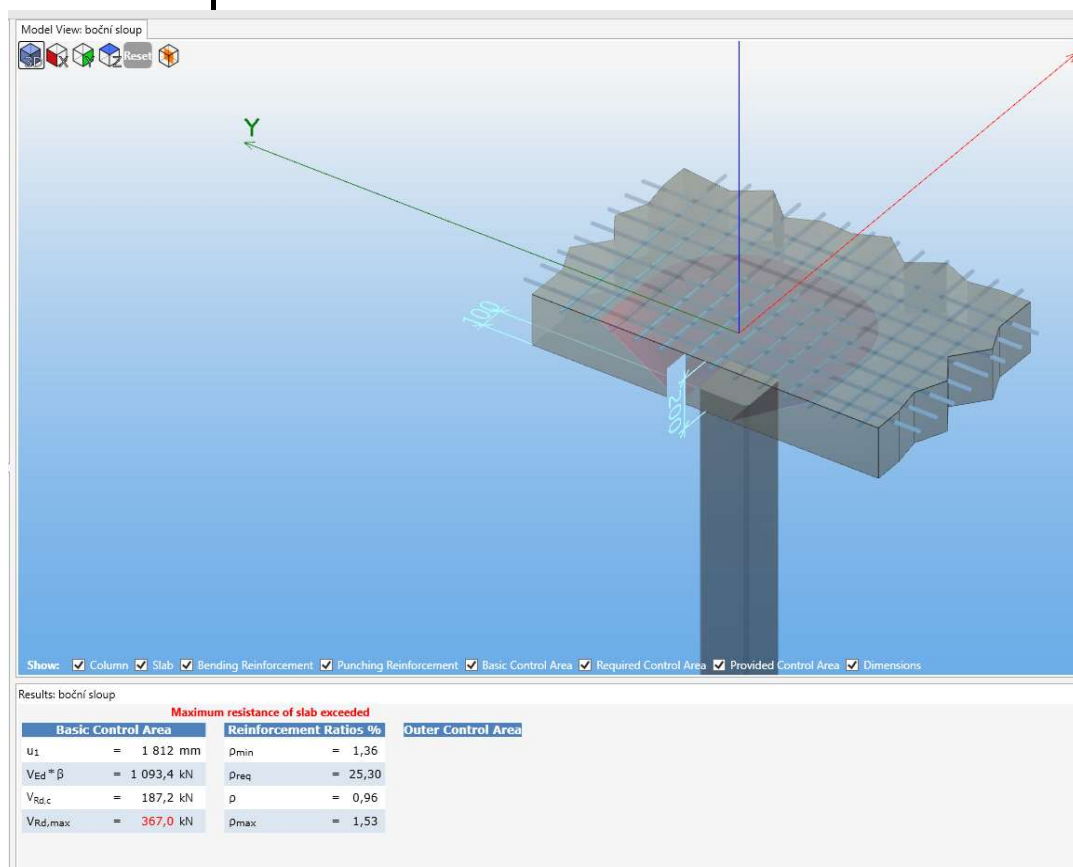 Model View: boční sloup
3D X Y Z Reset
Y
100
200
Show: Column Slab Bending Reinforcement Punching Reinforcement Basic Control Area Required Control Area Provided Control Area Dimensions
Results: boční sloup
Maximum resistance of slab exceeded
Basic Control Area Reinforcement Ratios % Outer Control Area
u1 = 1 812 mm ρmin = 1,36
VEd*β = 1 093,4 kN ρreq = 25,30
VRd,c = 187,2 kN ρ = 0,96
VRd,max = 367,0 kN ρmax = 1,53